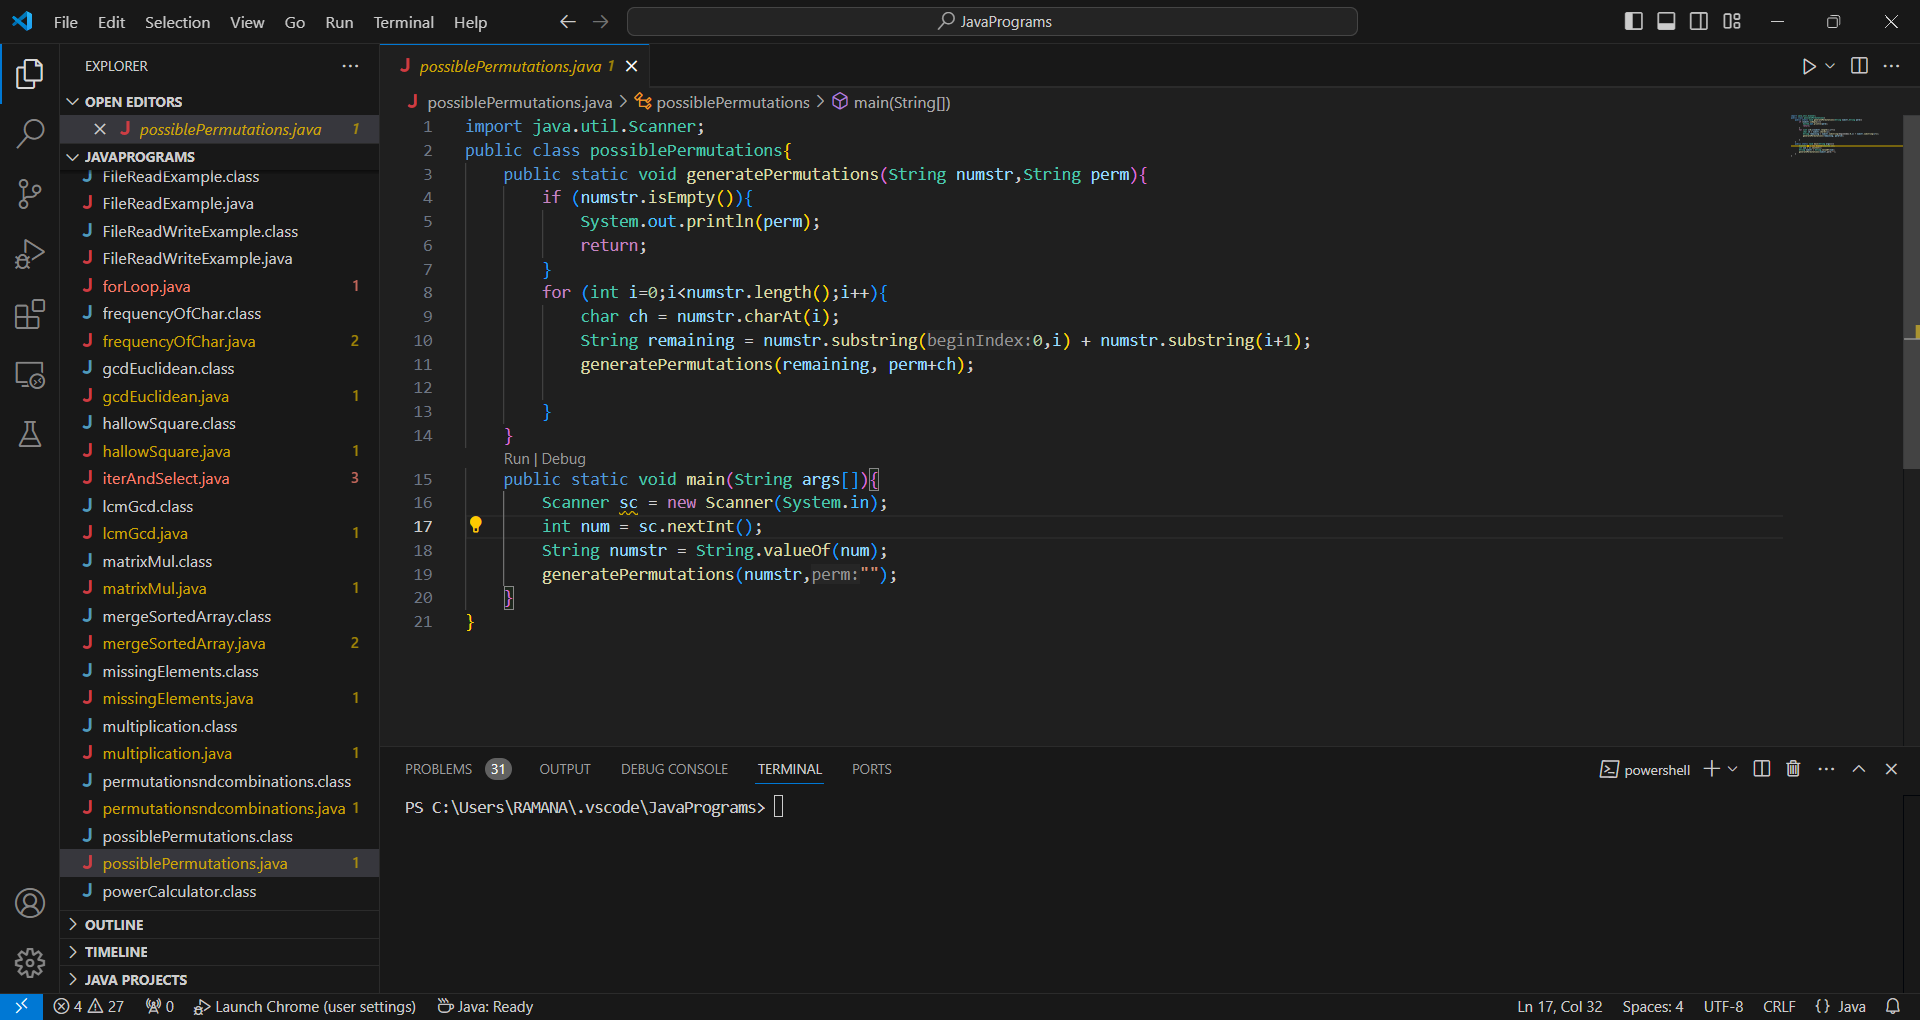 File Edit Selection View Go Run Terminal Help
JavaPrograms
EXPLORER
OPEN EDITORS
possiblePermutations.java 1
JAVAPROGRAMS
FileReadExample.class
FileReadExample.java
FileReadWriteExample.class
FileReadWriteExample.java
forLoop.java 1
frequencyOfChar.class
frequencyOfChar.java 2
gcdEuclidean.class
gcdEuclidean.java 1
hallowSquare.class
hallowSquare.java 1
iterAndSelect.java 3
lcmGcd.class
lcmGcd.java 1
matrixMul.class
matrixMul.java 1
mergeSortedArray.class
mergeSortedArray.java 2
missingElements.class
missingElements.java 1
multiplication.class
multiplication.java 1
permutationsndcombinations.class
permutationsndcombinations.java 1
possiblePermutations.class
possiblePermutations.java 1
powerCalculator.class
OUTLINE
TIMELINE
JAVA PROJECTS
possiblePermutations.java 1
possiblePermutations.java > possiblePermutations > main(String[])
1 import java.util.Scanner;
2 public class possiblePermutations{
3 public static void generatePermutations(String numstr,String perm){
4 if (numstr.isEmpty()){
5 System.out.println(perm);
6 return;
7 }
8 for (int i=0;i<numstr.length();i++){
9 char ch = numstr.charAt(i);
10 String remaining = numstr.substring(beginIndex:0,i) + numstr.substring(i+1);
11 generatePermutations(remaining, perm+ch);
12
13 }
14 }
Run | Debug
15 public static void main(String args[]){
16 Scanner sc = new Scanner(System.in);
17 int num = sc.nextInt();
18 String numstr = String.valueOf(num);
19 generatePermutations(numstr,perm:"");
20 }
21 }
PROBLEMS 31 OUTPUT DEBUG CONSOLE TERMINAL PORTS
powershell
PS C:\Users\RAMANA\.vscode\JavaPrograms>
4 27 0 Launch Chrome (user settings) Java: Ready
Ln 17, Col 32 Spaces: 4 UTF-8 CRLF {} Java